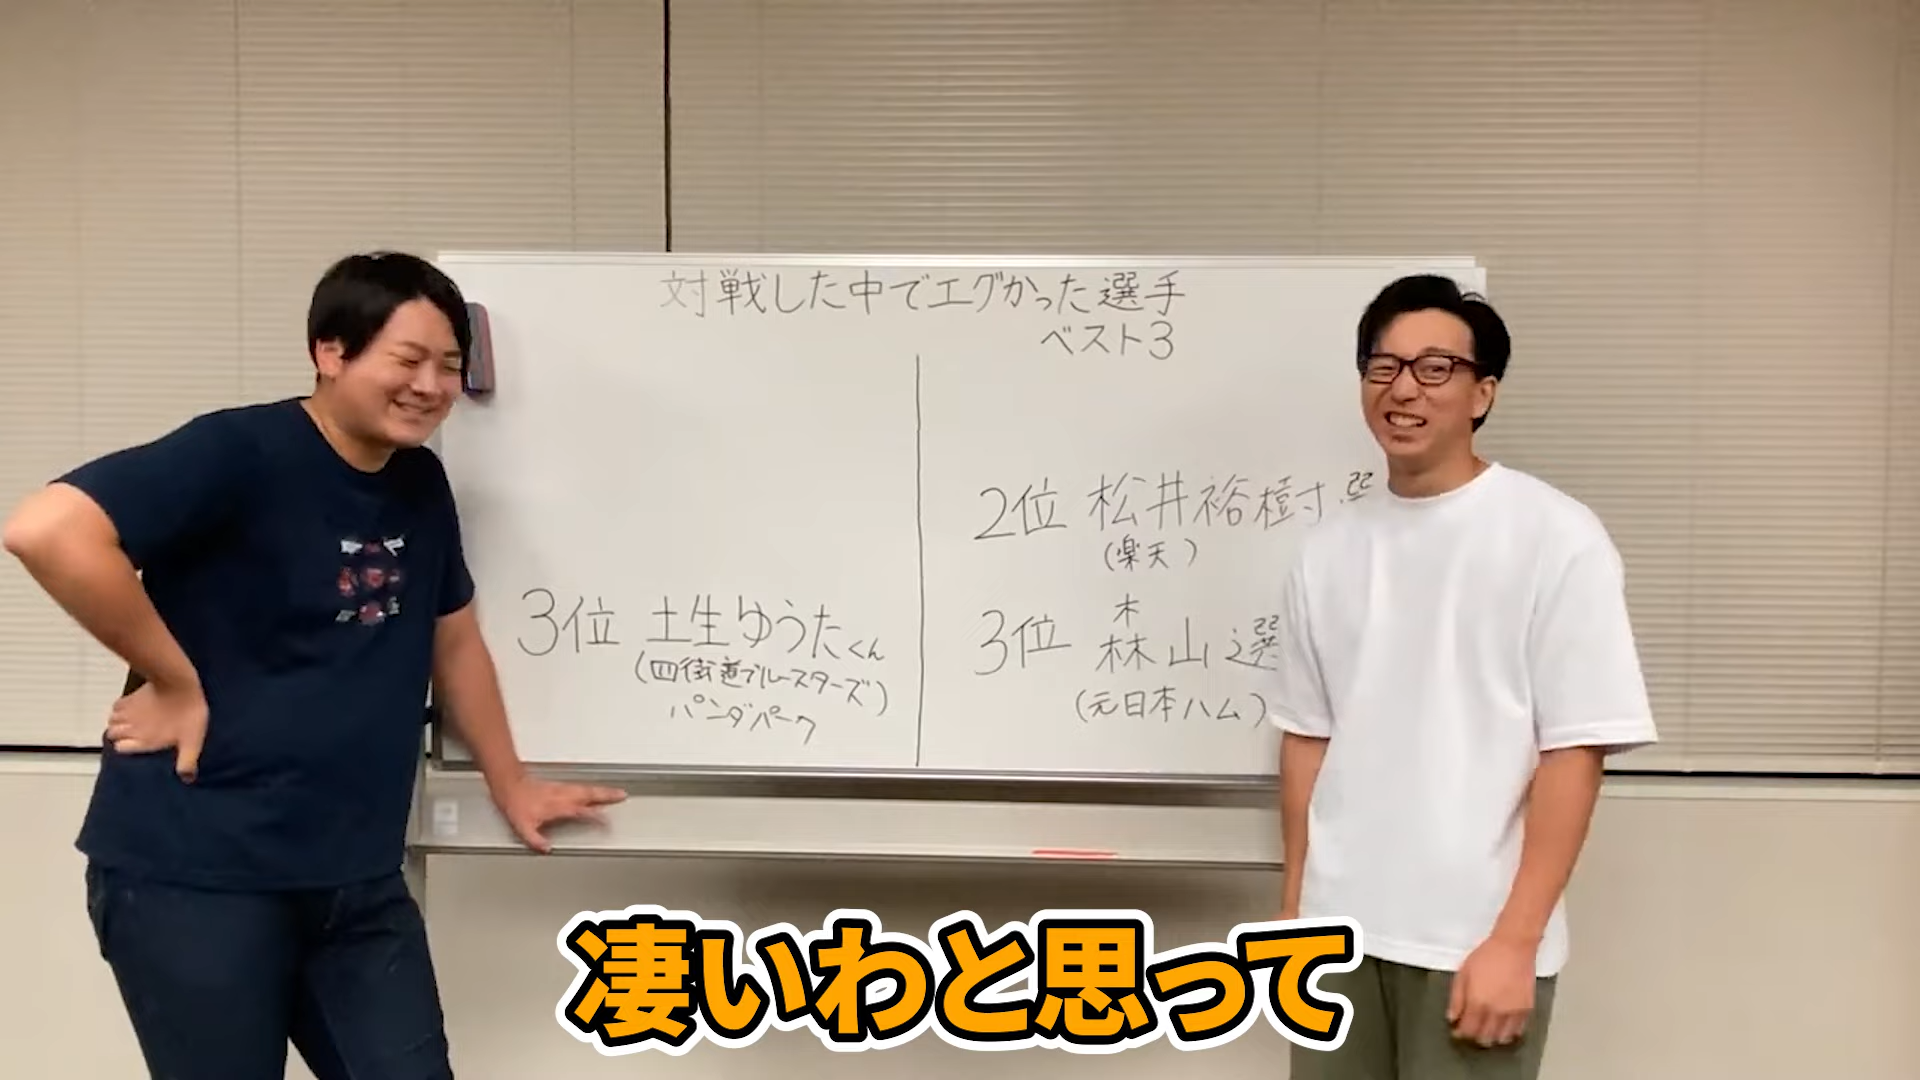 対戦した中でエグかった選手
ベスト3
3位 土生ゆうたくん
(四街道ブルースターズ)
パンダパーク
2位 松井裕樹選
(楽天)
3位 森山選
(元日本ハム)
凄いわと思って